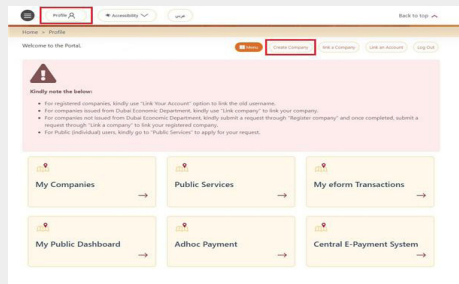 Profile
Accessibility
عربي
Back to top
Home > Profile
Welcome to the Portal.
Menu
Create Company
link a Company
Link an Account
Log Out
Kindly note the below:
• For registered companies, kindly use "Link Your Account" option to link the old username.
• For companies issued from Dubai Economic Department, kindly use "Link company" to link your company.
• For companies not issued from Dubai Economic Department, kindly submit a request through "Register company" and once completed, submit a
request through "Link a company" to link your registered company.
• For Public (Individual) users, kindly go to "Public Services" to apply for your request.
My Companies
Public Services
My eform Transactions
My Public Dashboard
Adhoc Payment
Central E-Payment System